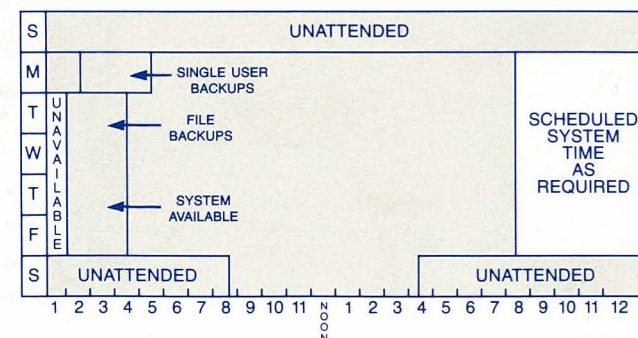 S
UNATTENDED
M
SINGLE USER
BACKUPS
T
W
T
F
UNAVAILABLE
FILE
BACKUPS
SYSTEM
AVAILABLE
SCHEDULED
SYSTEM
TIME
AS
REQUIRED
S
UNATTENDED
UNATTENDED
1 2 3 4 5 6 7 8 9 10 11 NOON 1 2 3 4 5 6 7 8 9 10 11 12